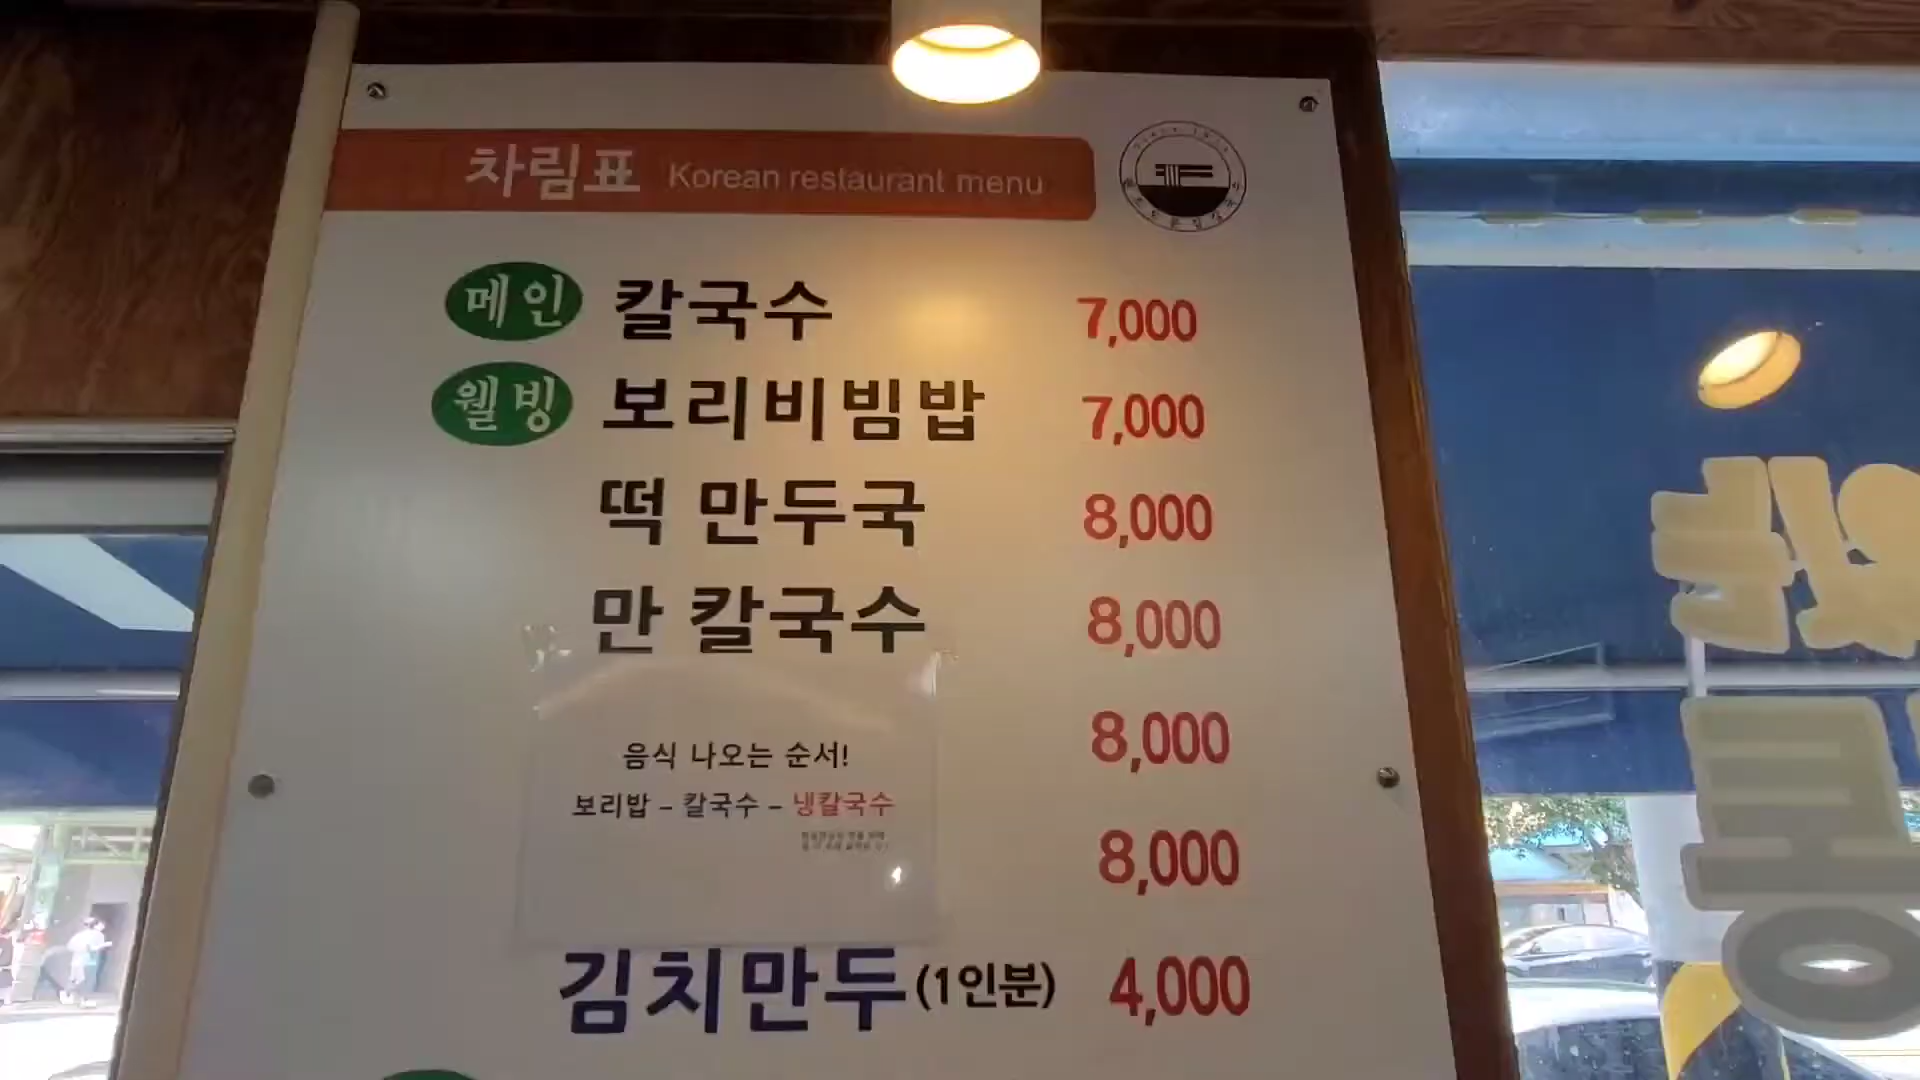 차림표 Korean restaurant menu
메인 칼국수 7,000
웰빙 보리비빔밥 7,000
떡 만두국 8,000
만 칼국수 8,000
8,000
8,000
음식 나오는 순서!
보리밥 – 칼국수 – 냉칼국수
김치만두(1인분) 4,000